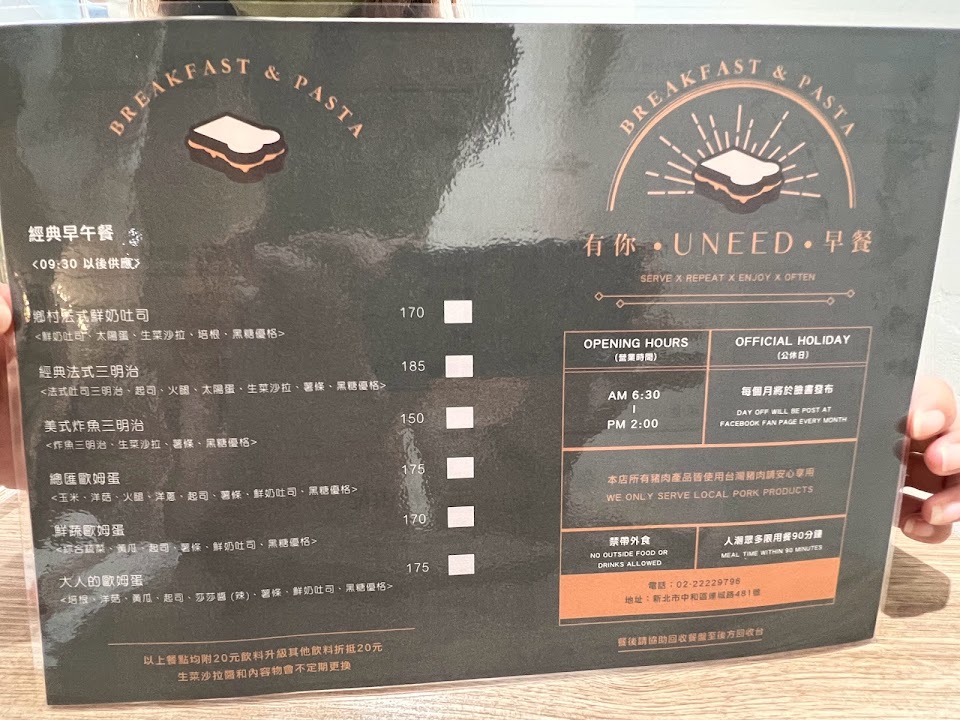 BREAKFAST & PASTA
經典早午餐
<09:30 以後供應>
鄉村法式鮮奶吐司 170
<鮮奶吐司、太陽蛋、生菜沙拉、培根、黑糖優格>
經典法式三明治 185
<法式吐司三明治、起司、火腿、太陽蛋、生菜沙拉、薯條、黑糖優格>
美式炸魚三明治 150
<炸魚三明治、生菜沙拉、薯條、黑糖優格>
總匯歐姆蛋 175
<玉米、洋菇、火腿、洋蔥、起司、薯條、鮮奶吐司、黑糖優格>
鮮蔬歐姆蛋 170
<綜合蔬菜、黃瓜、起司、薯條、鮮奶吐司、黑糖優格>
大人的歐姆蛋 175
<培根、洋菇、黃瓜、起司、莎莎醬(辣)、薯條、鮮奶吐司、黑糖優格>
以上餐點均附20元飲料升級其他飲料折抵20元
生菜沙拉醬和內容物會不定期更換
BREAKFAST & PASTA
有你•UNEED•早餐
SERVE X REPEAT X ENJOY X OFTEN
OPENING HOURS
(營業時間)
AM 6:30
|
PM 2:00
OFFICIAL HOLIDAY
(公休日)
每個月將於臉書發布
DAY OFF WILL BE POST AT
FACEBOOK FAN PAGE EVERY MONTH
本店所有豬肉產品皆使用台灣豬肉請安心享用
WE ONLY SERVE LOCAL PORK PRODUCTS
禁帶外食
NO OUTSIDE FOOD OR
DRINKS ALLOWED
人潮眾多限用餐90分鐘
MEAL TIME WITHIN 90 MINUTES
電話:02-22229796
地址:新北市中和區連城路481號
餐後請協助回收餐盤至後方回收台